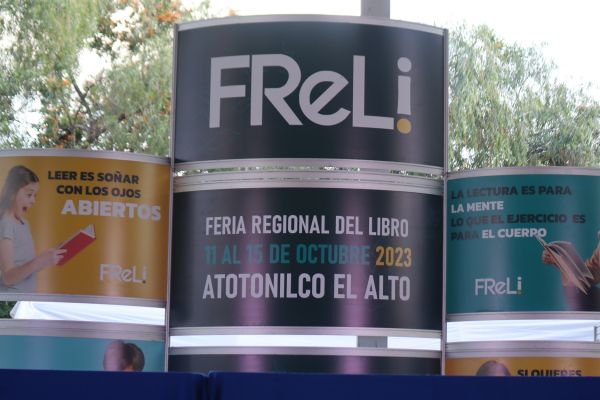 FReLi
LEER ES SOÑAR
CON LOS OJOS
ABIERTOS
FReLi
FERIA REGIONAL DEL LIBRO
11 AL 15 DE OCTUBRE 2023
ATOTONILCO EL ALTO
LA LECTURA ES PARA
LA MENTE
LO QUE EL EJERCICIO ES
PARA EL CUERPO
FReLi
SI QUIERES